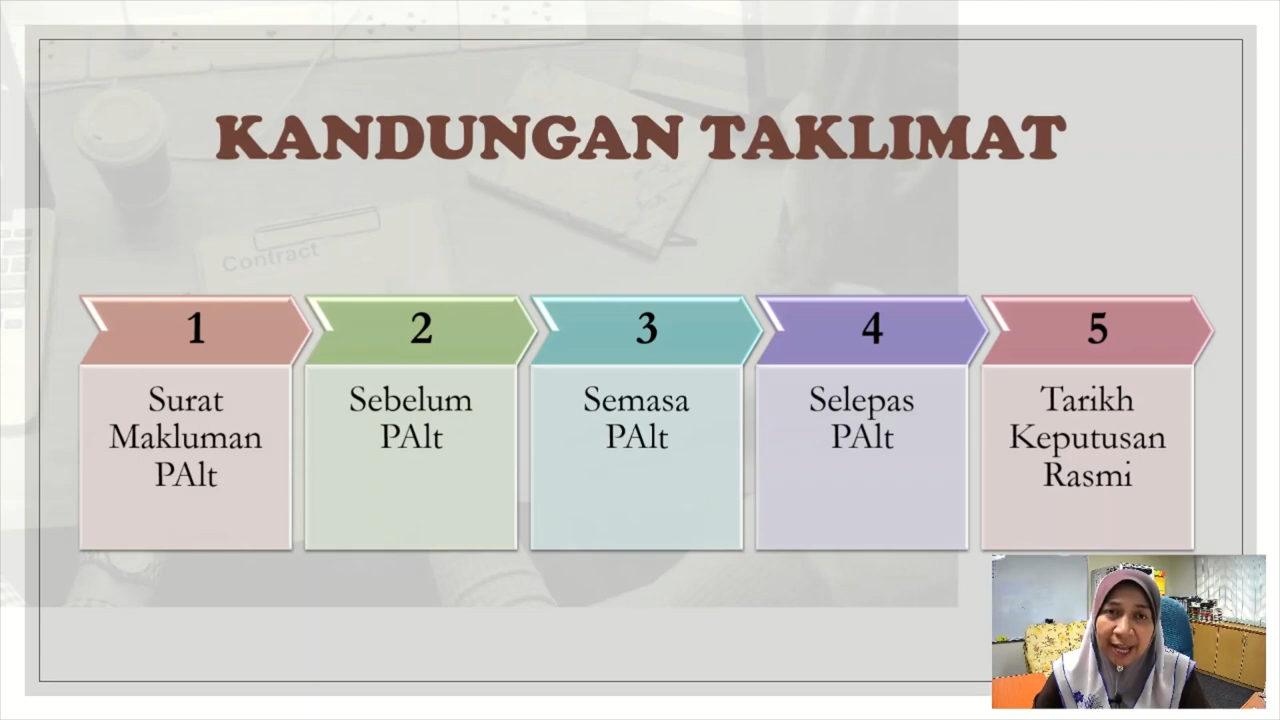 KANDUNGAN TAKLIMAT
Contract
1
Surat
Makluman
PAlt
2
Sebelum
PAlt
3
Semasa
PAlt
4
Selepas
PAlt
5
Tarikh
Keputusan
Rasmi